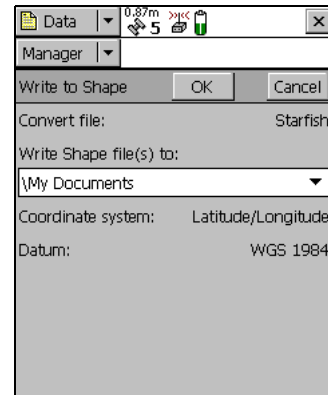 Data 0.87m 5
Manager
Write to Shape OK Cancel
Convert file: Starfish
Write Shape file(s) to:
\My Documents
Coordinate system: Latitude/Longitude
Datum: WGS 1984